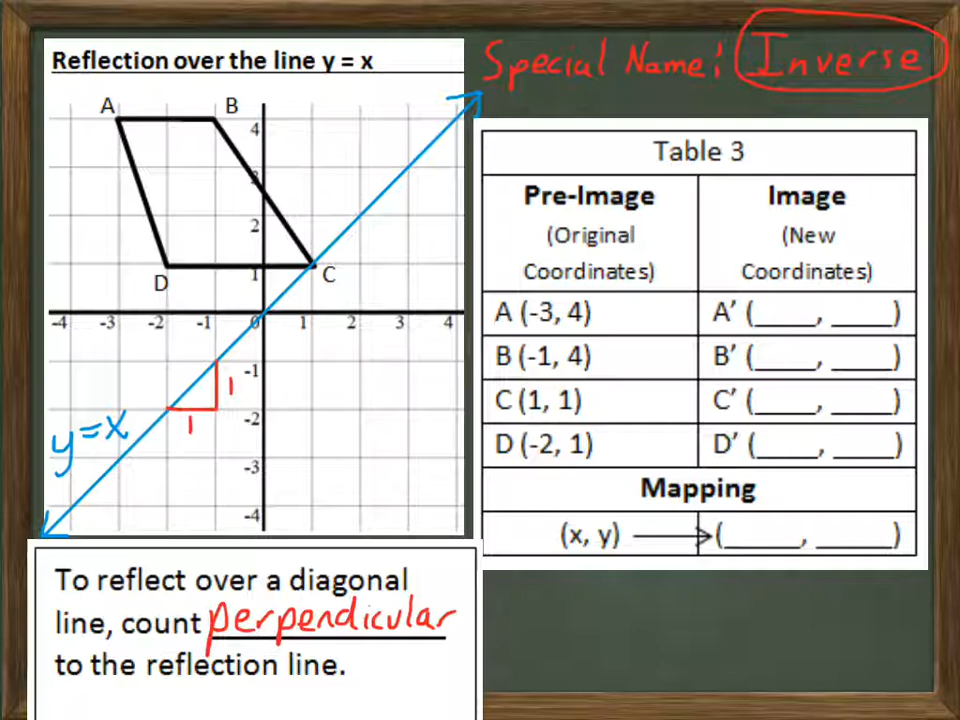 Reflection over the line y = x
Special Name: Inverse
A B
4
3
2
1
D C
-4 -3 -2 -1 0 1 2 3 4
-1
-2
-3
-4
1
1
y=x
Table 3
Pre-Image
(Original
Coordinates)
Image
(New
Coordinates)
A (-3, 4) A′ (____, ____)
B (-1, 4) B′ (____, ____)
C (1, 1) C′ (____, ____)
D (-2, 1) D′ (____, ____)
Mapping
(x, y) → (_____, _____)
To reflect over a diagonal
line, count perpendicular
to the reflection line.